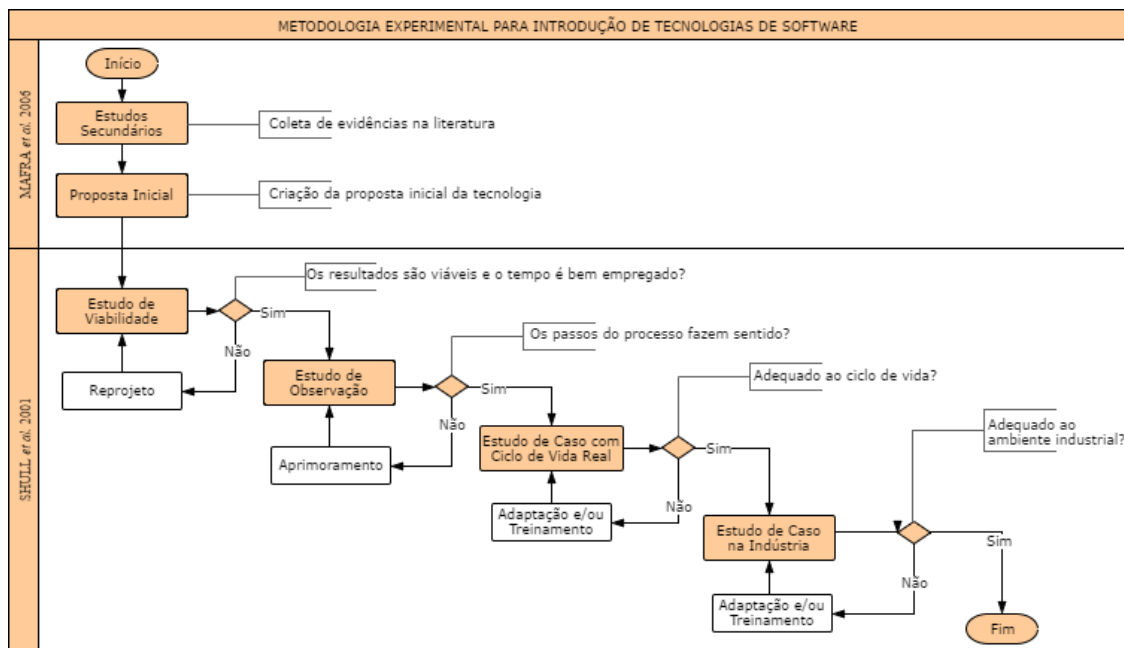 METODOLOGIA EXPERIMENTAL PARA INTRODUÇÃO DE TECNOLOGIAS DE SOFTWARE
MAFRA et al. 2006
Início
Estudos
Secundários
Coleta de evidências na literatura
Proposta Inicial
Criação da proposta inicial da tecnologia
SHULL et al. 2001
Os resultados são viáveis e o tempo é bem empregado?
Estudo de
Viabilidade
Sim
Não
Reprojeto
Os passos do processo fazem sentido?
Estudo de
Observação
Sim
Não
Aprimoramento
Adequado ao ciclo de vida?
Estudo de Caso com
Ciclo de Vida Real
Sim
Não
Adaptação e/ou
Treinamento
Adequado ao
ambiente industrial?
Estudo de Caso
na Indústria
Sim
Não
Adaptação e/ou
Treinamento
Fim